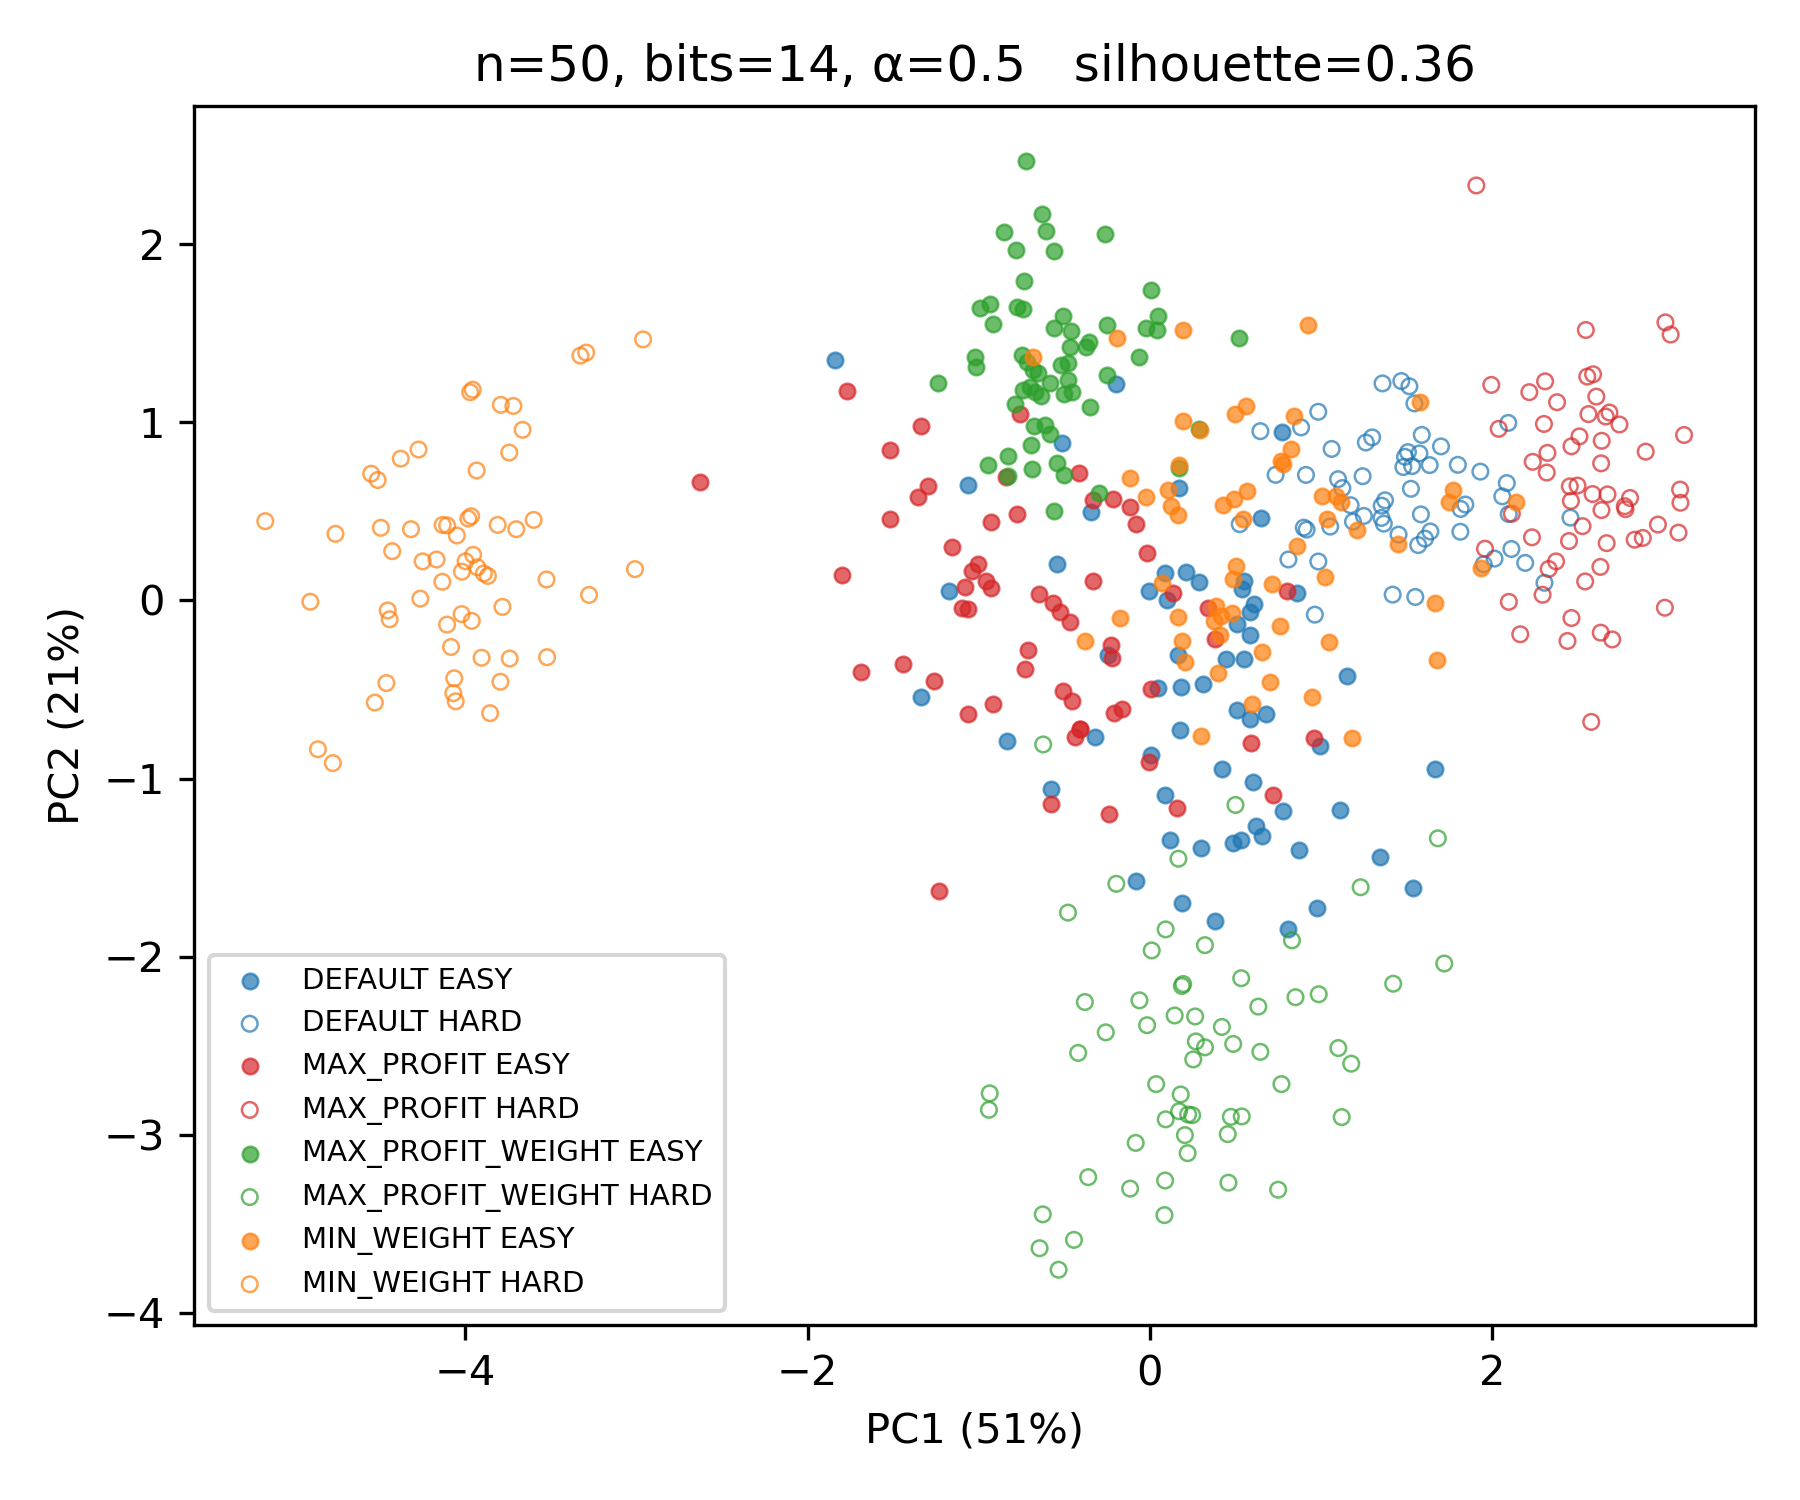 n=50, bits=14, α=0.5   silhouette=0.36
2
1
0
−1
−2
−3
−4
PC2 (21%)
DEFAULT EASY
DEFAULT HARD
MAX_PROFIT EASY
MAX_PROFIT HARD
MAX_PROFIT_WEIGHT EASY
MAX_PROFIT_WEIGHT HARD
MIN_WEIGHT EASY
MIN_WEIGHT HARD
−4 −2 0 2
PC1 (51%)